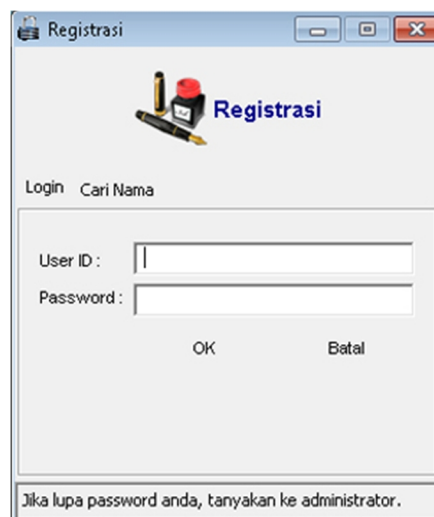 Registrasi
Registrasi
Login Cari Nama
User ID :
Password :
OK Batal
Jika lupa password anda, tanyakan ke administrator.